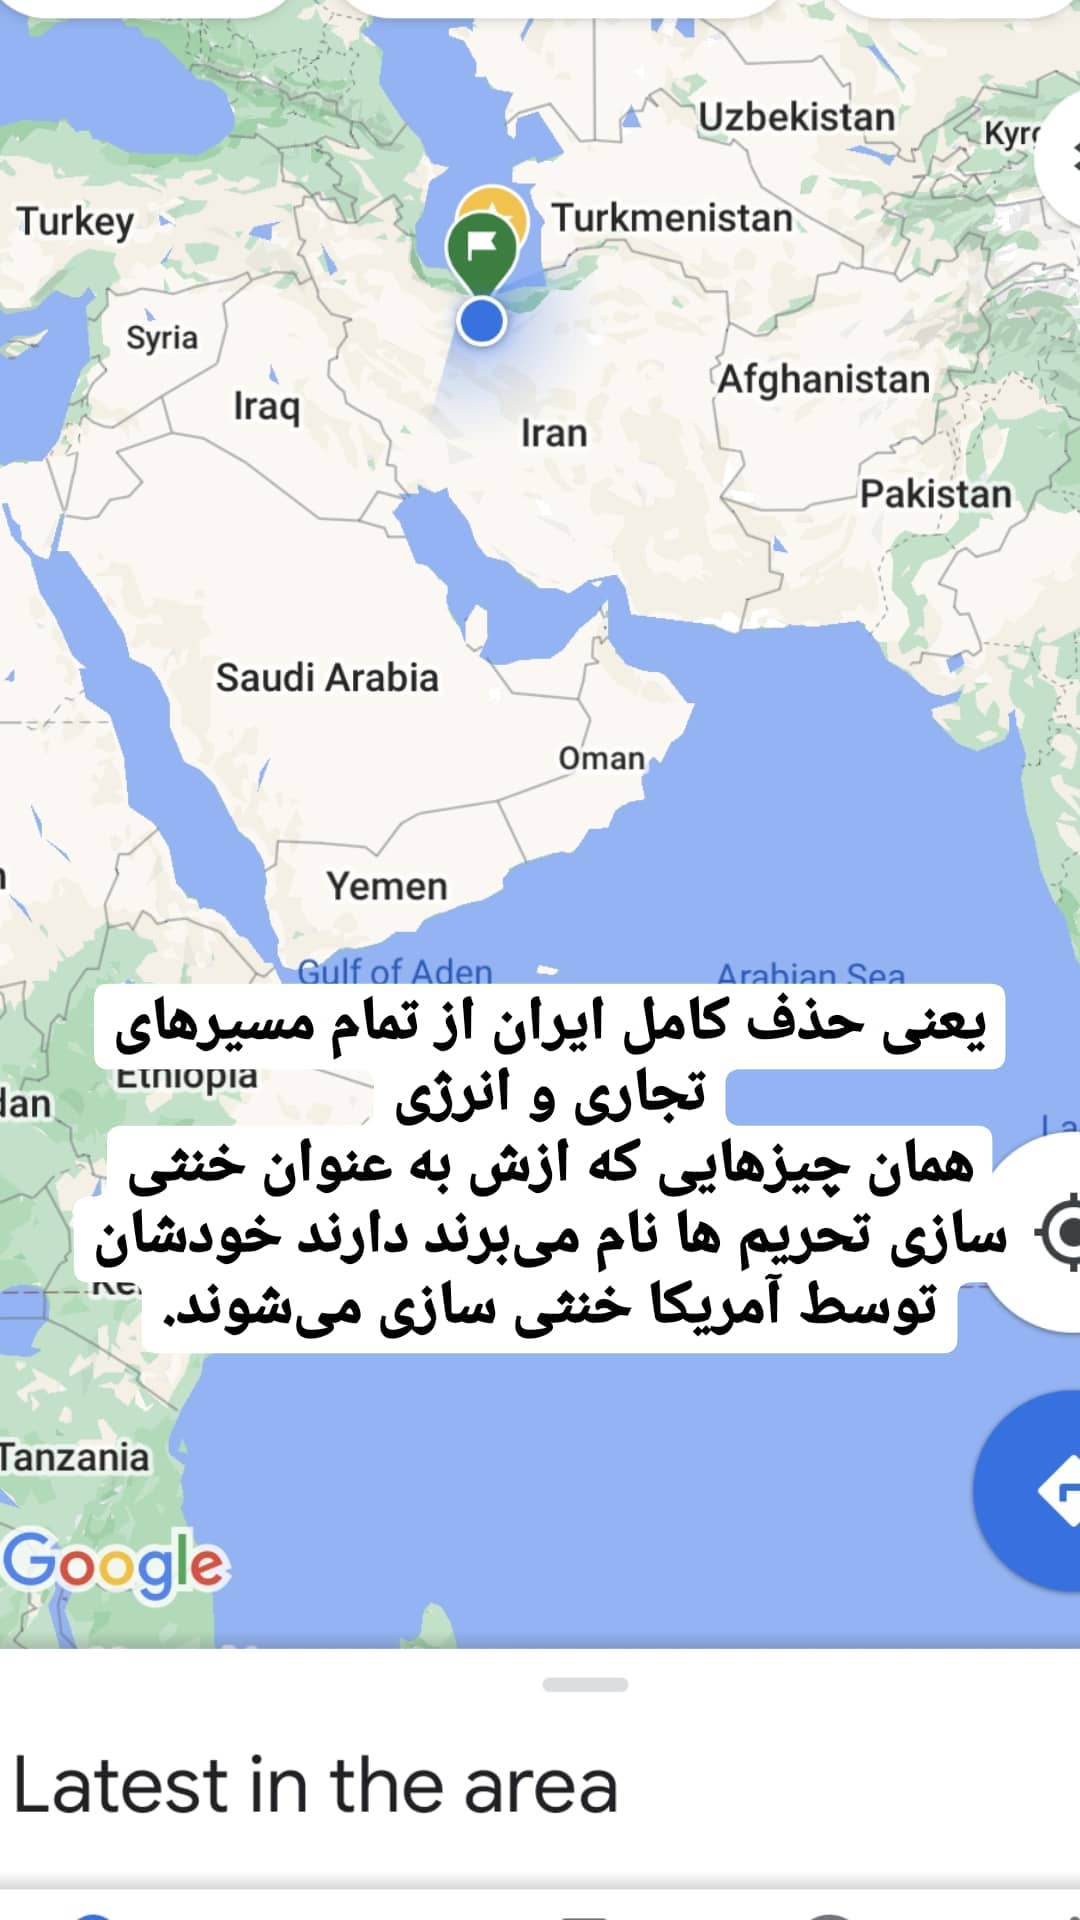 Uzbekistan
Turkey
Turkmenistan
Syria
Afghanistan
Iraq
Iran
Pakistan
Saudi Arabia
Oman
Yemen
Gulf of Aden
Arabian Sea
یعنی حذف کامل ایران از تمام مسیرهای
Ethiopia
تجاری و انرژی
همان چیزهایی که ازش به عنوان خنثی
سازی تحریم ها نام می‌برند دارند خودشان
توسط آمریکا خنثی سازی می‌شوند.
Tanzania
Google
Latest in the area